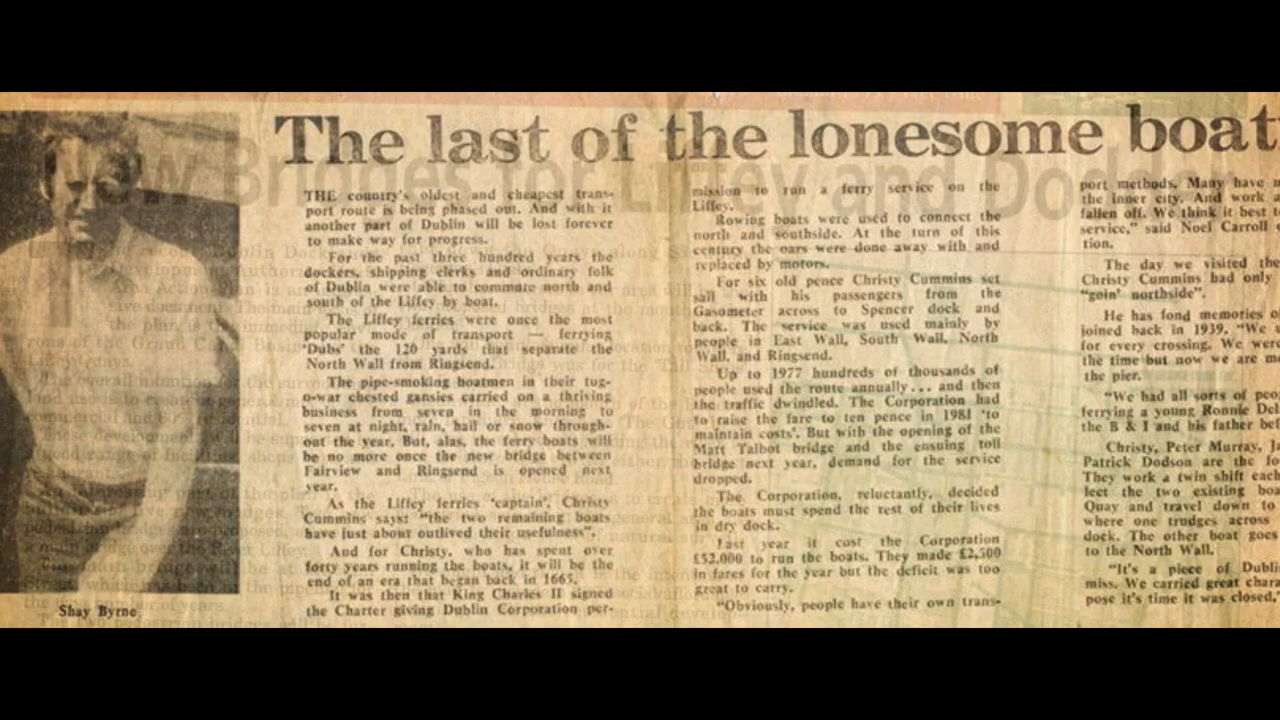 The last of the lonesome boat
THE country's oldest and cheapest trans-
port route is being phased out. And with it
another part of Dublin will be lost forever
to make way for progress.
For the past three hundred years the
dockers, shipping clerks and ordinary folk
of Dublin were able to commute north and
south of the Liffey by boat.
The Liffey ferries were once the most
popular mode of transport — ferrying
'Dubs' the 120 yards that separate the
North Wall from Ringsend.
The pipe-smoking boatmen in their tug-
o-war chested gansies carried on a thriving
business from seven in the morning to
seven at night, rain, hail or snow through-
out the year. But, alas, the ferry boats will
be no more once the new bridge between
Fairview and Ringsend is opened next
year.
As the Liffey ferries 'captain', Christy
Cummins says: "the two remaining boats
have just about outlived their usefulness".
And for Christy, who has spent over
forty years running the boats, it will be the
end of an era that began back in 1665.
It was then that King Charles II signed
the Charter giving Dublin Corporation per-
mission to run a ferry service on the
Liffey.
Rowing boats were used to connect the
north and southside. At the turn of this
century the oars were done away with and
replaced by motors.
For six old pence Christy Cummins set
sail with his passengers from the
Gasometer across to Spencer dock and
back. The service was used mainly by
people in East Wall, South Wall, North
Wall, and Ringsend.
Up to 1977 hundreds of thousands of
people used the route annually... and then
the traffic dwindled. The Corporation had
to raise the fare to ten pence in 1981 'to
maintain costs'. But with the opening of the
Matt Talbot bridge and the ensuing toll
bridge next year, demand for the service
dropped.
The Corporation, reluctantly, decided
the boats must spend the rest of their lives
in dry dock.
Last year it cost the Corporation
£52,000 to run the boats. They made £2,500
in fares for the year but the deficit was too
great to carry.
"Obviously, people have their own trans-
port methods. Many have
the inner city. And work
fallen off. We think it best
service," said Noel Carroll
tion.
The day we visited the
Christy Cummins had only
"goin' northside".
He has fond memories
joined back in 1939. "We
for every crossing. We were
the time but now we are
the pier.
"We had all sorts of
ferrying a young Ronnie
the B & I and his father
Christy, Peter Murray,
Patrick Dodson are the
They work a twin shift each
the two existing
Quay and travel down to
where one trudges across
dock. The other boat goes
to the North Wall.
"It's a piece of
miss. We carried great
pose it's time it was closed,"
Shay Byrne
New Bridges for Liffey and